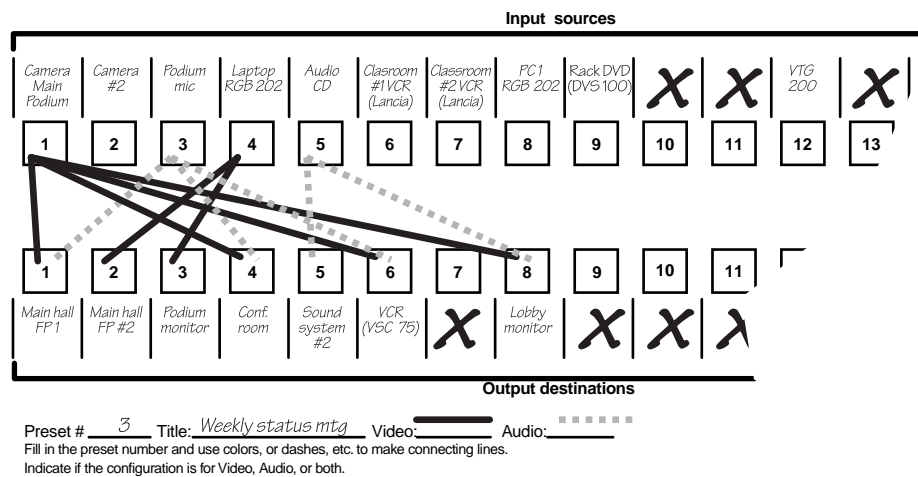 Input sources
Camera Main Podium
Camera #2
Podium mic
Laptop RGB 202
Audio CD
Clasroom #1 VCR (Lancia)
Classroom #2 VCR (Lancia)
PC1 RGB 202
Rack DVD (DVS 100)
X
X
VTG 200
X
1 2 3 4 5 6 7 8 9 10 11 12 13
1 2 3 4 5 6 7 8 9 10 11
Main hall FP 1
Main hall FP #2
Podium monitor
Conf. room
Sound system #2
VCR (VSC 75)
X
Lobby monitor
X
X
X
Output destinations
Preset # 3 Title: Weekly status mtg Video: Audio:
Fill in the preset number and use colors, or dashes, etc. to make connecting lines.
Indicate if the configuration is for Video, Audio, or both.